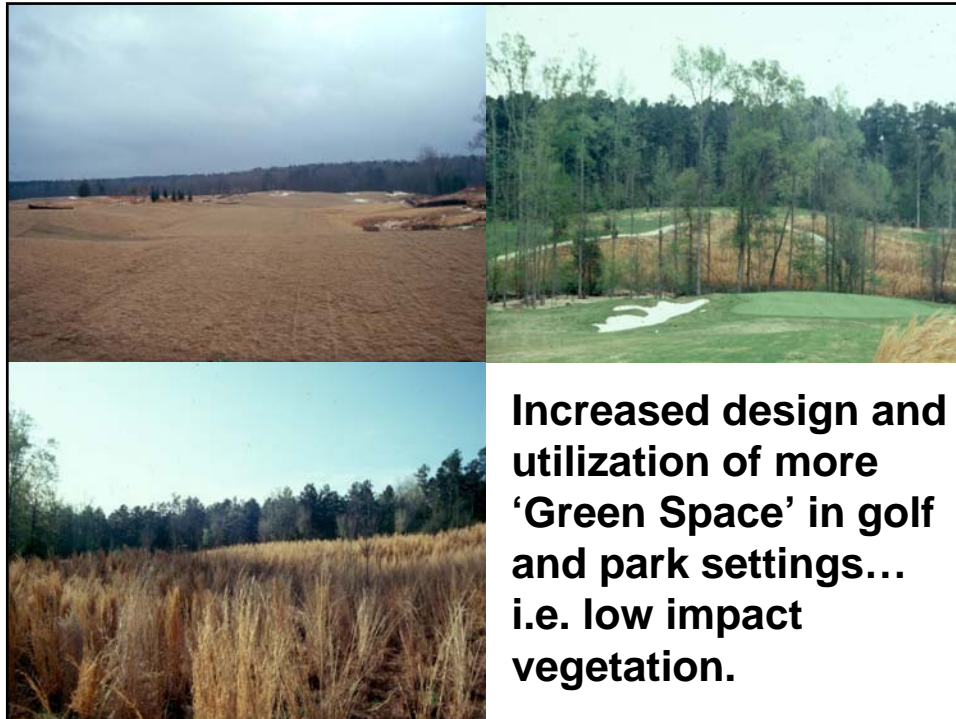 Increased design and
utilization of more
‘Green Space’ in golf
and park settings…
i.e. low impact
vegetation.